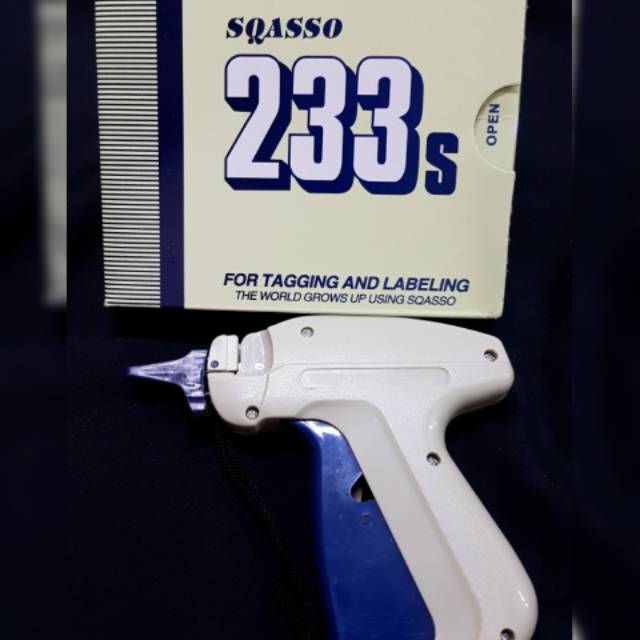 SQASSO
233s
OPEN
FOR TAGGING AND LABELING
THE WORLD GROWS UP USING SQASSO